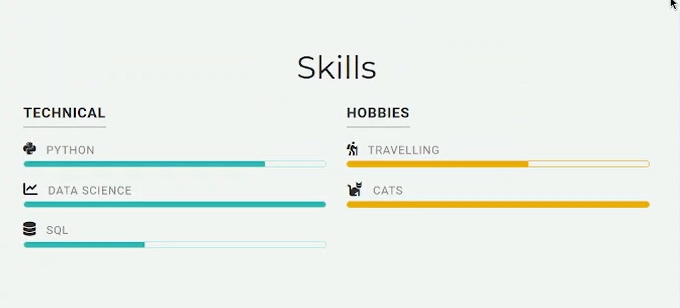 Skills
TECHNICAL
PYTHON
DATA SCIENCE
SQL
HOBBIES
TRAVELLING
CATS